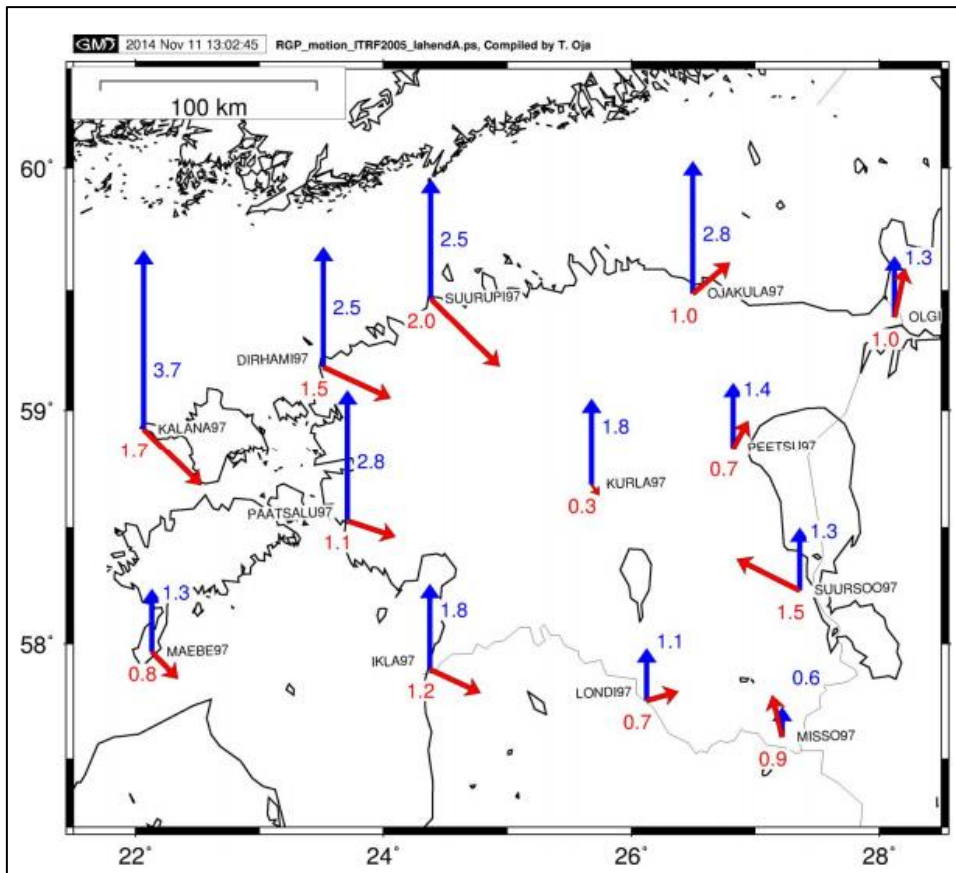 GMT 2014 Nov 11 13:02:45 RGP_motion_ITRF2005_lahendA.ps, Compiled by T. Oja
100 km
60°
2.5
2.8
1.3
SUURUPI97
OJAKULA97
2.5
2.0
1.0
OLGI
1.0
3.7
DIRHAMI97
1.5
59°
1.4
KALANA97
1.8
1.7
2.8
PEETSU97
0.7
KURLA97
0.3
PAATSALU97
1.1
1.3
SUURSOO97
1.5
1.3
1.8
58°
MAEBE97
0.8
IKLA97
1.2
1.1
0.6
LONDI97
0.7
MISSO97
0.9
22°
24°
26°
28°